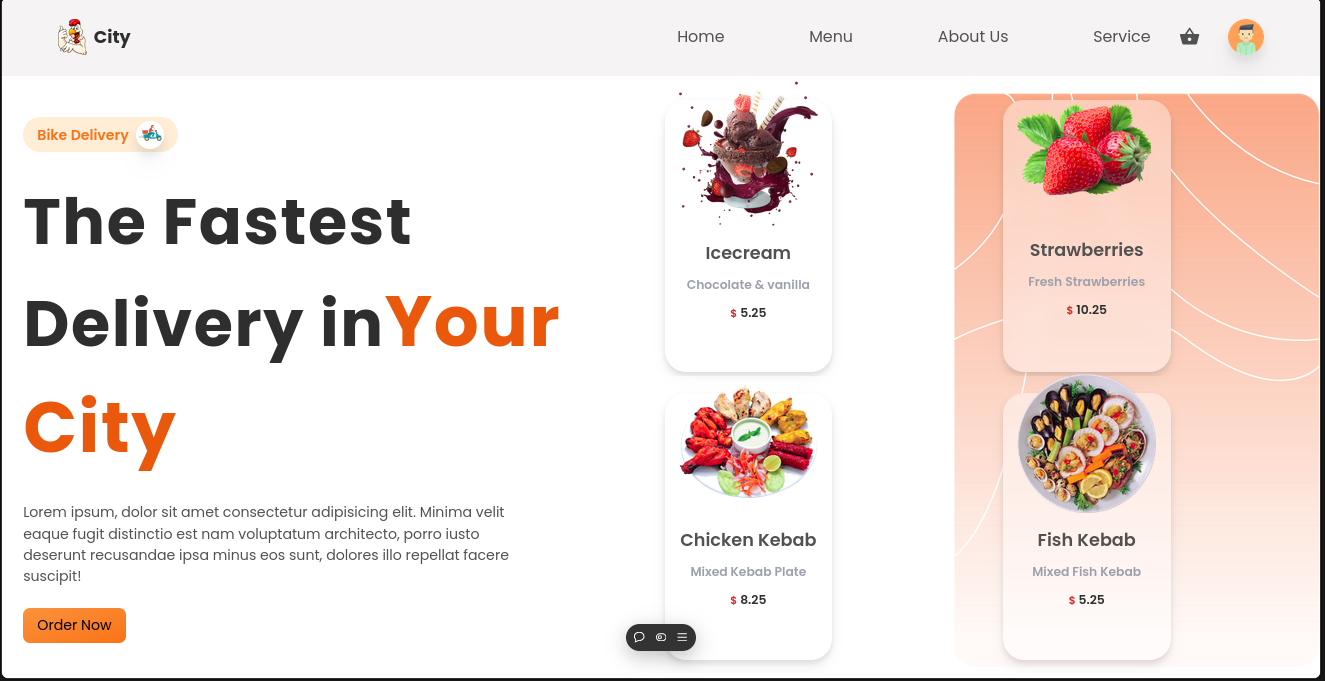 City
Home Menu About Us Service
Bike Delivery
The Fastest
Delivery inYour
City
Lorem ipsum, dolor sit amet consectetur adipisicing elit. Minima velit
eaque fugit distinctio est nam voluptatum architecto, porro iusto
deserunt recusandae ipsa minus eos sunt, dolores illo repellat facere
suscipit!
Order Now
Icecream
Chocolate & vanilla
$ 5.25
Strawberries
Fresh Strawberries
$ 10.25
Chicken Kebab
Mixed Kebab Plate
$ 8.25
Fish Kebab
Mixed Fish Kebab
$ 5.25